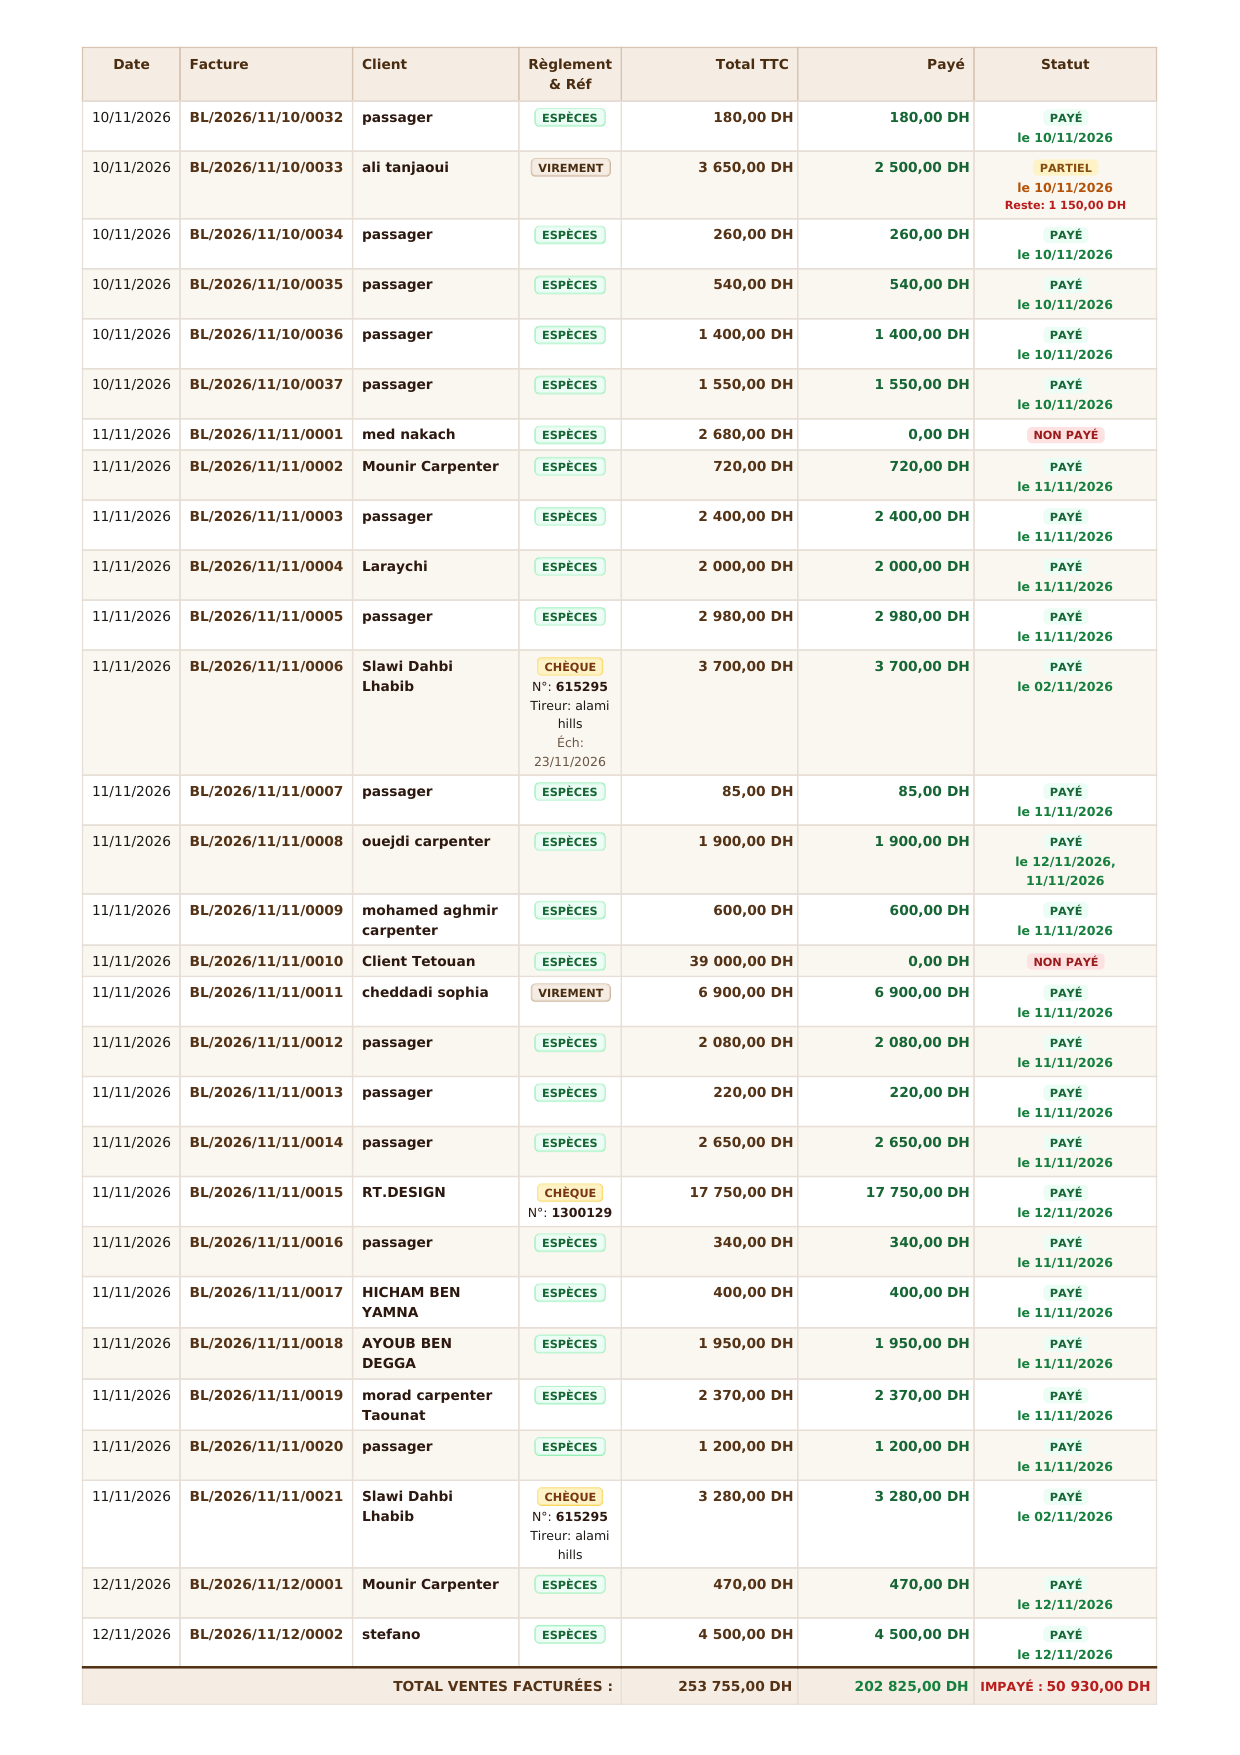 Date Facture Client Règlement & Réf Total TTC Payé Statut
10/11/2026 BL/2026/11/10/0032 passager ESPÈCES 180,00 DH 180,00 DH PAYÉ
le 10/11/2026
10/11/2026 BL/2026/11/10/0033 ali tanjaoui VIREMENT 3 650,00 DH 2 500,00 DH PARTIEL
le 10/11/2026
Reste: 1 150,00 DH
10/11/2026 BL/2026/11/10/0034 passager ESPÈCES 260,00 DH 260,00 DH PAYÉ
le 10/11/2026
10/11/2026 BL/2026/11/10/0035 passager ESPÈCES 540,00 DH 540,00 DH PAYÉ
le 10/11/2026
10/11/2026 BL/2026/11/10/0036 passager ESPÈCES 1 400,00 DH 1 400,00 DH PAYÉ
le 10/11/2026
10/11/2026 BL/2026/11/10/0037 passager ESPÈCES 1 550,00 DH 1 550,00 DH PAYÉ
le 10/11/2026
11/11/2026 BL/2026/11/11/0001 med nakach ESPÈCES 2 680,00 DH 0,00 DH NON PAYÉ
11/11/2026 BL/2026/11/11/0002 Mounir Carpenter ESPÈCES 720,00 DH 720,00 DH PAYÉ
le 11/11/2026
11/11/2026 BL/2026/11/11/0003 passager ESPÈCES 2 400,00 DH 2 400,00 DH PAYÉ
le 11/11/2026
11/11/2026 BL/2026/11/11/0004 Laraychi ESPÈCES 2 000,00 DH 2 000,00 DH PAYÉ
le 11/11/2026
11/11/2026 BL/2026/11/11/0005 passager ESPÈCES 2 980,00 DH 2 980,00 DH PAYÉ
le 11/11/2026
11/11/2026 BL/2026/11/11/0006 Slawi Dahbi CHÈQUE 3 700,00 DH 3 700,00 DH PAYÉ
Lhabib N°: 615295 le 02/11/2026
Tireur: alami
hills
Éch:
23/11/2026
11/11/2026 BL/2026/11/11/0007 passager ESPÈCES 85,00 DH 85,00 DH PAYÉ
le 11/11/2026
11/11/2026 BL/2026/11/11/0008 ouejdi carpenter ESPÈCES 1 900,00 DH 1 900,00 DH PAYÉ
le 12/11/2026,
11/11/2026
11/11/2026 BL/2026/11/11/0009 mohamed aghmir ESPÈCES 600,00 DH 600,00 DH PAYÉ
carpenter le 11/11/2026
11/11/2026 BL/2026/11/11/0010 Client Tetouan ESPÈCES 39 000,00 DH 0,00 DH NON PAYÉ
11/11/2026 BL/2026/11/11/0011 cheddadi sophia VIREMENT 6 900,00 DH 6 900,00 DH PAYÉ
le 11/11/2026
11/11/2026 BL/2026/11/11/0012 passager ESPÈCES 2 080,00 DH 2 080,00 DH PAYÉ
le 11/11/2026
11/11/2026 BL/2026/11/11/0013 passager ESPÈCES 220,00 DH 220,00 DH PAYÉ
le 11/11/2026
11/11/2026 BL/2026/11/11/0014 passager ESPÈCES 2 650,00 DH 2 650,00 DH PAYÉ
le 11/11/2026
11/11/2026 BL/2026/11/11/0015 RT.DESIGN CHÈQUE 17 750,00 DH 17 750,00 DH PAYÉ
N°: 1300129 le 12/11/2026
11/11/2026 BL/2026/11/11/0016 passager ESPÈCES 340,00 DH 340,00 DH PAYÉ
le 11/11/2026
11/11/2026 BL/2026/11/11/0017 HICHAM BEN ESPÈCES 400,00 DH 400,00 DH PAYÉ
YAMNA le 11/11/2026
11/11/2026 BL/2026/11/11/0018 AYOUB BEN ESPÈCES 1 950,00 DH 1 950,00 DH PAYÉ
DEGGA le 11/11/2026
11/11/2026 BL/2026/11/11/0019 morad carpenter ESPÈCES 2 370,00 DH 2 370,00 DH PAYÉ
Taounat le 11/11/2026
11/11/2026 BL/2026/11/11/0020 passager ESPÈCES 1 200,00 DH 1 200,00 DH PAYÉ
le 11/11/2026
11/11/2026 BL/2026/11/11/0021 Slawi Dahbi CHÈQUE 3 280,00 DH 3 280,00 DH PAYÉ
Lhabib N°: 615295 le 02/11/2026
Tireur: alami
hills
12/11/2026 BL/2026/11/12/0001 Mounir Carpenter ESPÈCES 470,00 DH 470,00 DH PAYÉ
le 12/11/2026
12/11/2026 BL/2026/11/12/0002 stefano ESPÈCES 4 500,00 DH 4 500,00 DH PAYÉ
le 12/11/2026
TOTAL VENTES FACTURÉES : 253 755,00 DH 202 825,00 DH IMPAYÉ : 50 930,00 DH